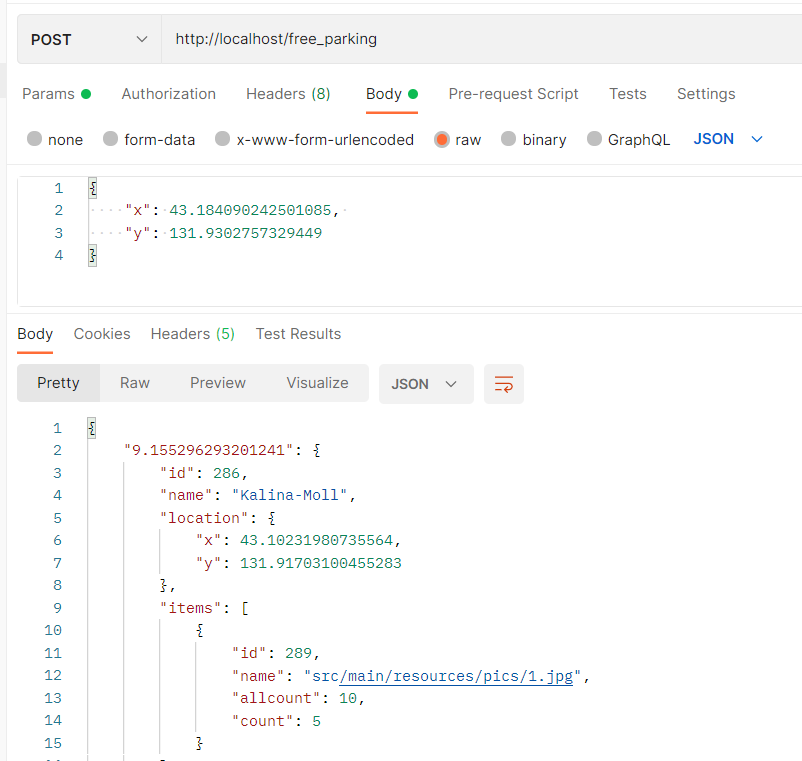 POST http://localhost/free_parking
Params Authorization Headers (8) Body Pre-request Script Tests Settings
none form-data x-www-form-urlencoded raw binary GraphQL JSON
1 {
2 "x": 43.184090242501085,
3 "y": 131.9302757329449
4 }
Body Cookies Headers (5) Test Results
Pretty Raw Preview Visualize JSON
1 {
2 "9.155296293201241": {
3 "id": 286,
4 "name": "Kalina-Moll",
5 "location": {
6 "x": 43.10231980735564,
7 "y": 131.91703100455283
8 },
9 "items": [
10 {
11 "id": 289,
12 "name": "src/main/resources/pics/1.jpg",
13 "allcount": 10,
14 "count": 5
15 }